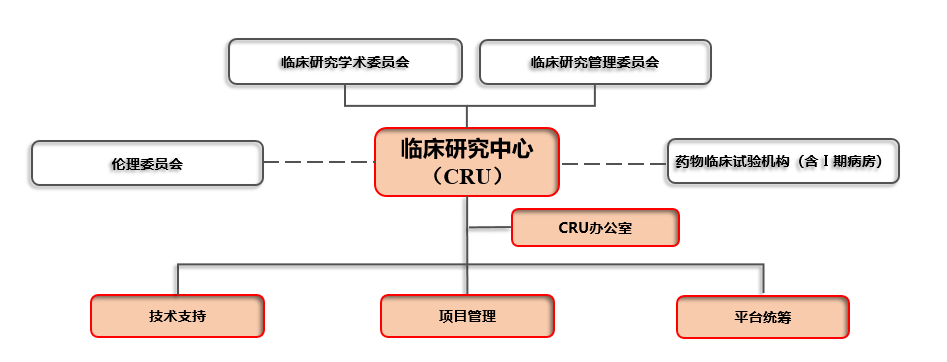 临床研究学术委员会
临床研究管理委员会
临床研究中心
（CRU）
伦理委员会
药物临床试验机构（含Ⅰ期病房）
CRU办公室
技术支持
项目管理
平台统筹